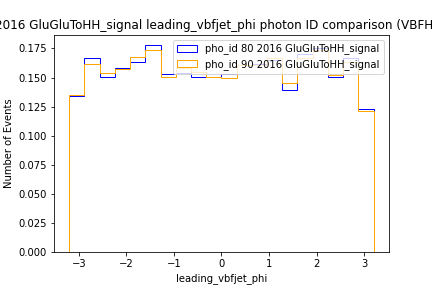 2016 GluGluToHH_signal leading_vbfjet_phi photon ID comparison (VBFH
pho_id 80 2016 GluGluToHH_signal
pho_id 90 2016 GluGluToHH_signal
0.175
0.150
0.125
0.100
0.075
0.050
0.025
0.000
Number of Events
−3 −2 −1 0 1 2 3
leading_vbfjet_phi